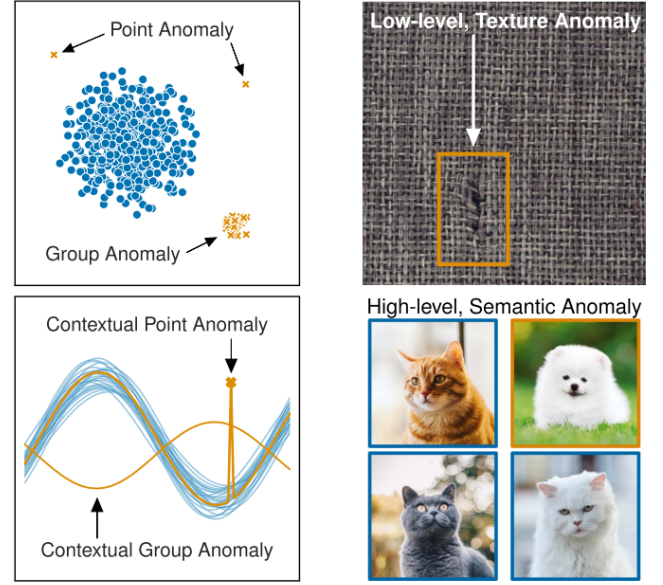 Point Anomaly
Group Anomaly
Low-level, Texture Anomaly
Contextual Point Anomaly
Contextual Group Anomaly
High-level, Semantic Anomaly